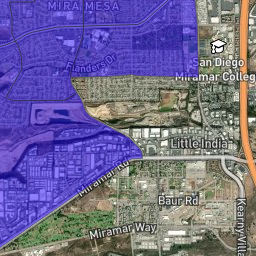 MIRA MESA
Flanders Dr
San Diego
Miramar College
Little India
Miramar Rd
Baur Rd
Kearny Villa
Miramar Way